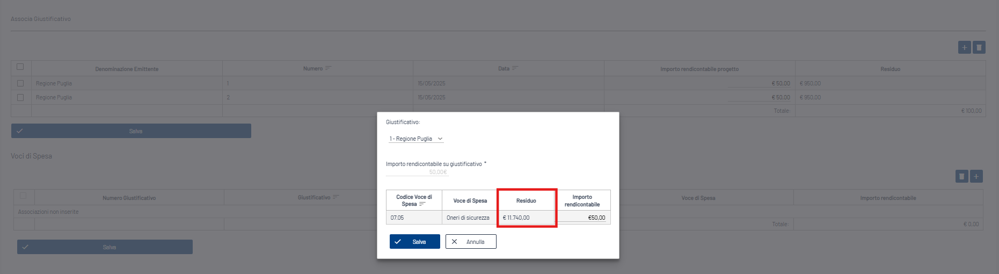 Associa Giustificativo
Denominazione Emittente Numero Data Importo rendicontabile progetto Residuo
Regione Puglia 1 15/05/2025 € 50,00 € 950,00
Regione Puglia 2 15/05/2025 € 50,00 € 950,00
Totale: € 100,00
Salva
Voci di Spesa
Numero Giustificativo Giustificativo Voce di Spesa Importo rendicontabile
Associazioni non inserite
Totale: € 0,00
Salva
Giustificativo:
1 - Regione Puglia
Importo rendicontabile su giustificativo *
50,00€
Codice Voce di Spesa Voce di Spesa Residuo Importo rendicontabile
07.05 Oneri di sicurezza € 11.740,00 €50,00
Salva Annulla